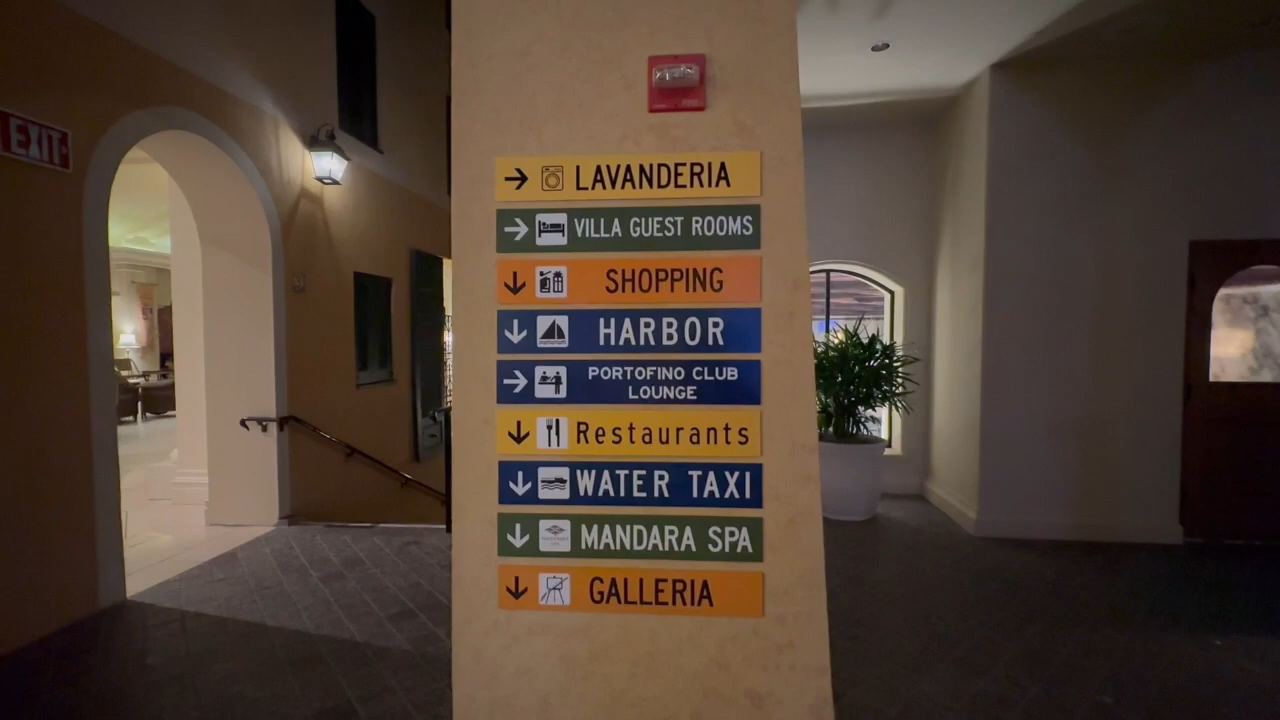 EXIT
LAVANDERIA
VILLA GUEST ROOMS
SHOPPING
HARBOR
PORTOFINO CLUB
LOUNGE
Restaurants
WATER TAXI
MANDARA SPA
GALLERIA